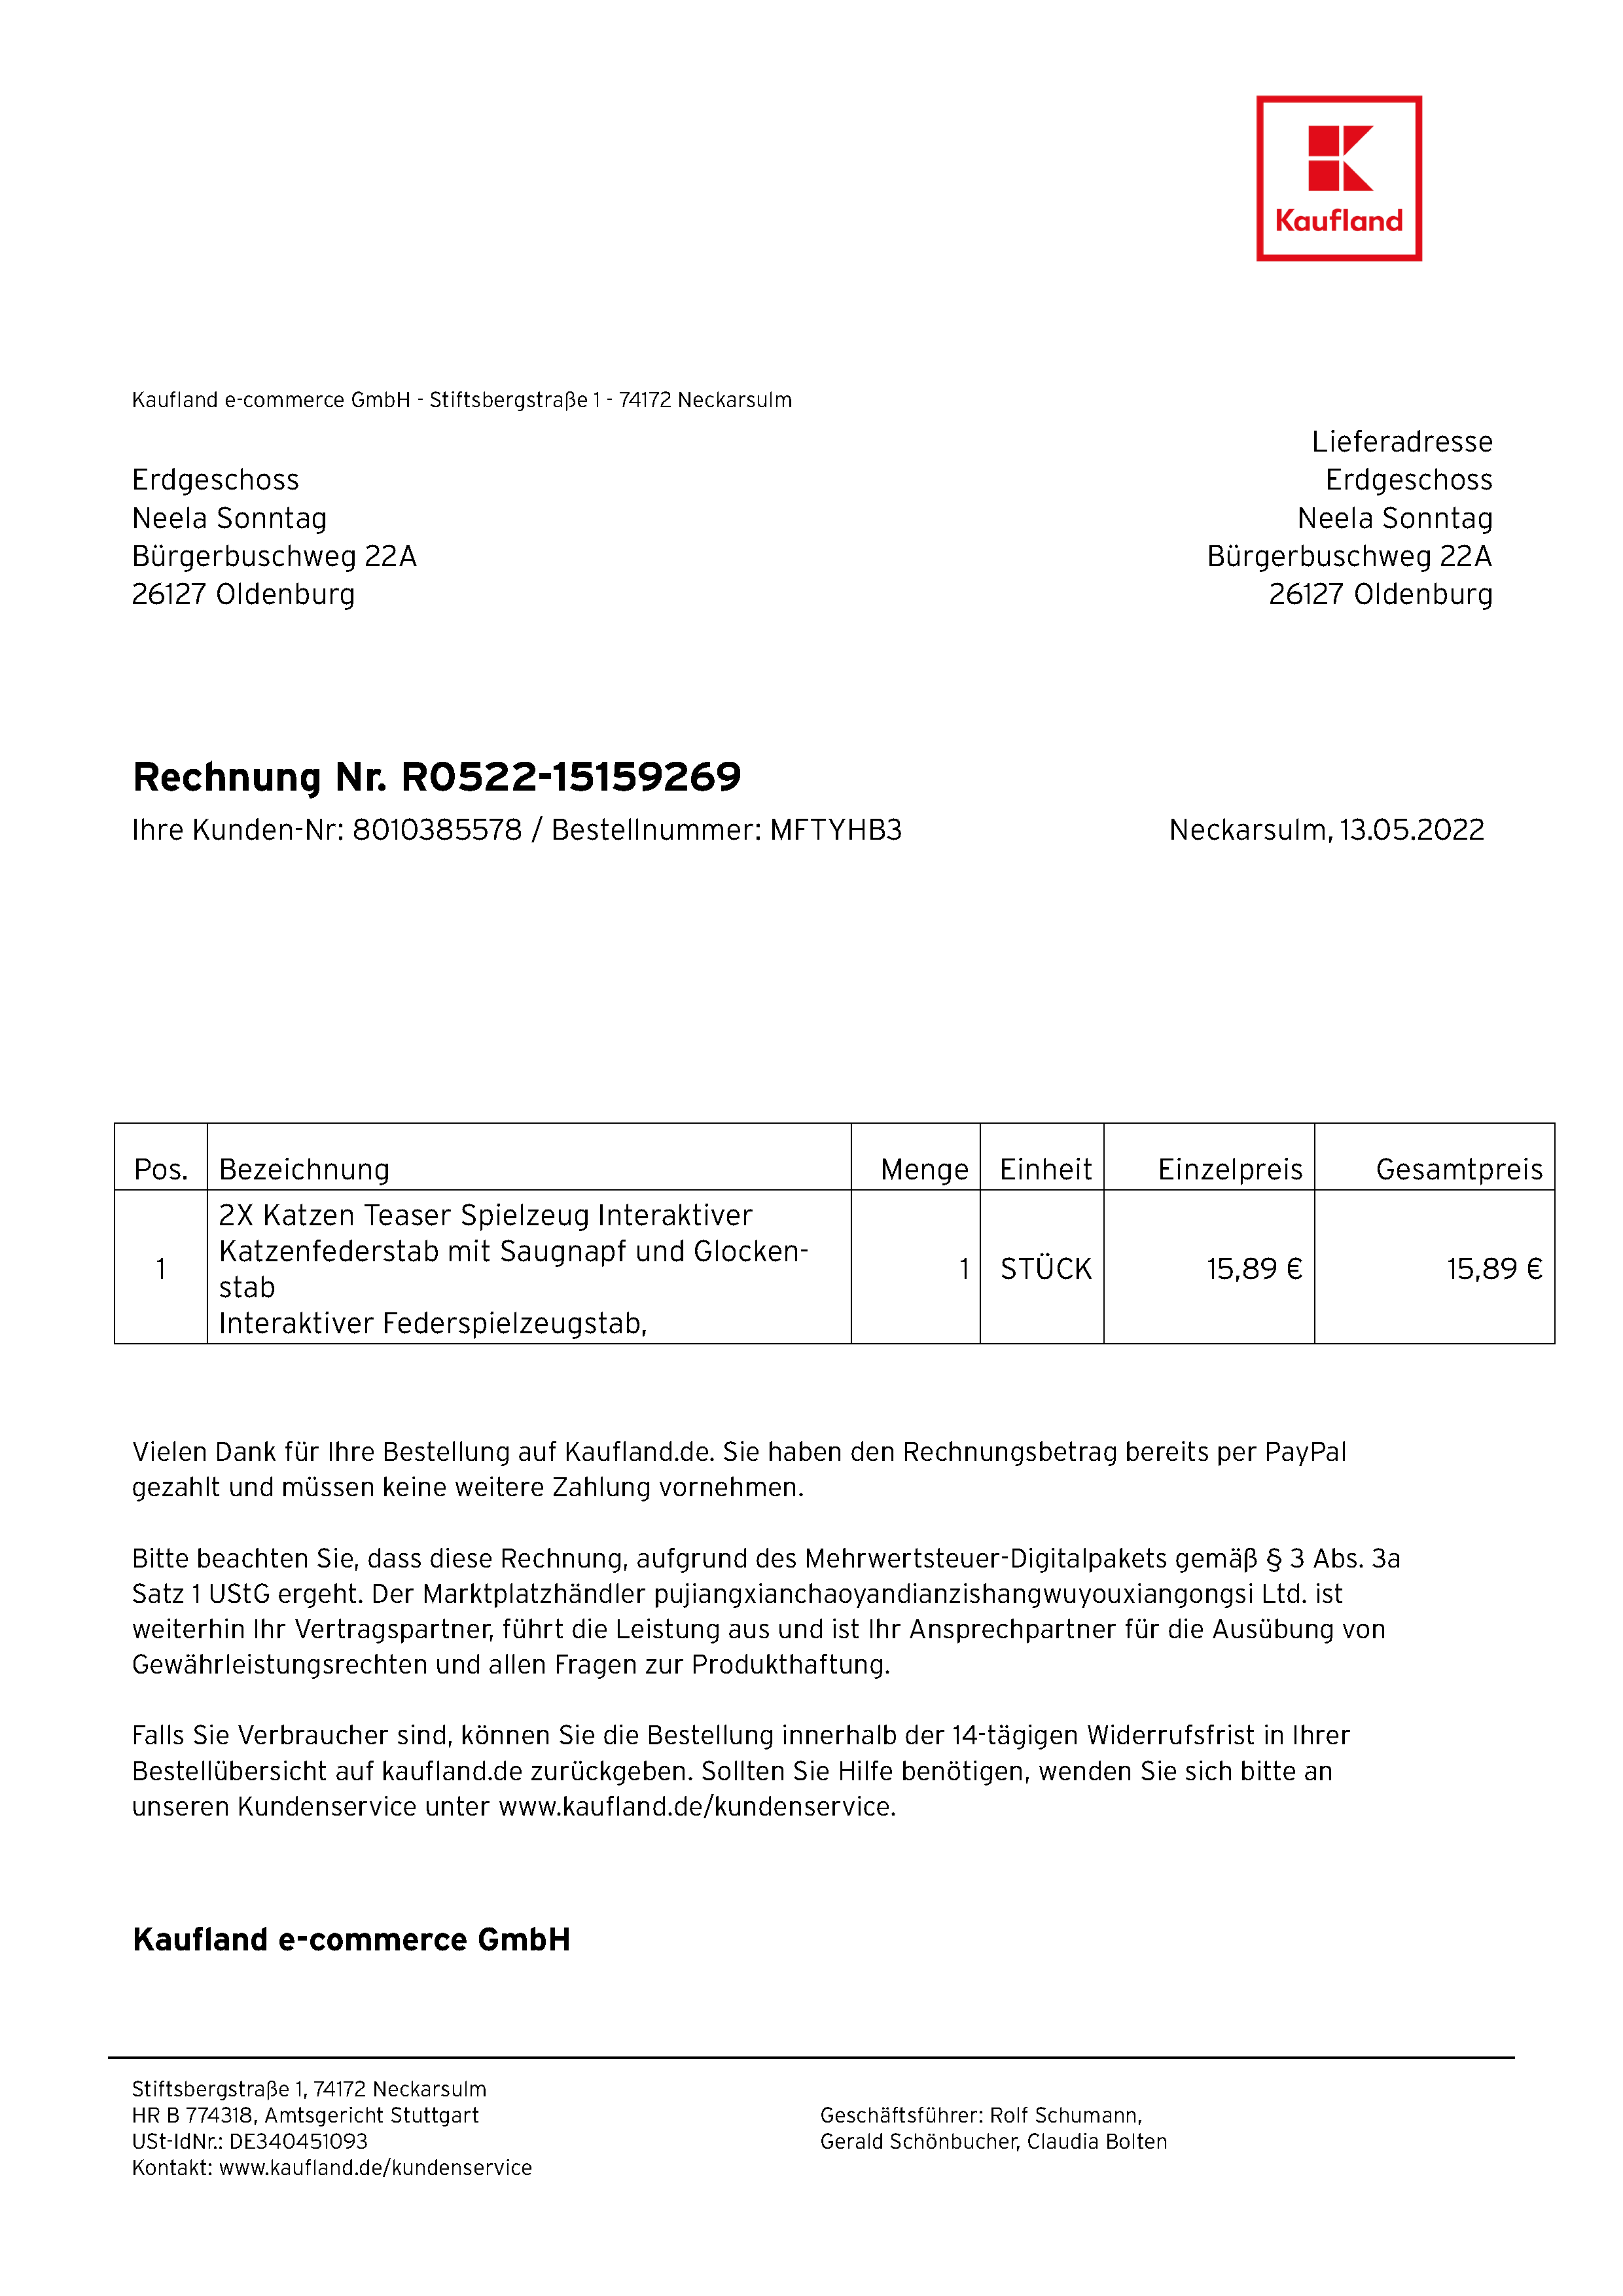 Kaufland
Kaufland e-commerce GmbH - Stiftsbergstraße 1 - 74172 Neckarsulm
Erdgeschoss
Neela Sonntag
Bürgerbuschweg 22A
26127 Oldenburg
Lieferadresse
Erdgeschoss
Neela Sonntag
Bürgerbuschweg 22A
26127 Oldenburg
Rechnung Nr. R0522-15159269
Ihre Kunden-Nr: 8010385578 / Bestellnummer: MFTYHB3 Neckarsulm, 13.05.2022
Pos. Bezeichnung Menge Einheit Einzelpreis Gesamtpreis
1 2X Katzen Teaser Spielzeug Interaktiver
Katzenfederstab mit Saugnapf und Glocken-
stab
Interaktiver Federspielzeugstab,
1 STÜCK 15,89 € 15,89 €
Vielen Dank für Ihre Bestellung auf Kaufland.de. Sie haben den Rechnungsbetrag bereits per PayPal
gezahlt und müssen keine weitere Zahlung vornehmen.
Bitte beachten Sie, dass diese Rechnung, aufgrund des Mehrwertsteuer-Digitalpakets gemäß § 3 Abs. 3a
Satz 1 UStG ergeht. Der Marktplatzhändler pujiangxianchaoyandianzishangwuyouxiangongsi Ltd. ist
weiterhin Ihr Vertragspartner, führt die Leistung aus und ist Ihr Ansprechpartner für die Ausübung von
Gewährleistungsrechten und allen Fragen zur Produkthaftung.
Falls Sie Verbraucher sind, können Sie die Bestellung innerhalb der 14-tägigen Widerrufsfrist in Ihrer
Bestellübersicht auf kaufland.de zurückgeben. Sollten Sie Hilfe benötigen, wenden Sie sich bitte an
unseren Kundenservice unter www.kaufland.de/kundenservice.
Kaufland e-commerce GmbH
Stiftsbergstraße 1, 74172 Neckarsulm
HR B 774318, Amtsgericht Stuttgart
USt-IdNr.: DE340451093
Kontakt: www.kaufland.de/kundenservice
Geschäftsführer: Rolf Schumann,
Gerald Schönbucher, Claudia Bolten